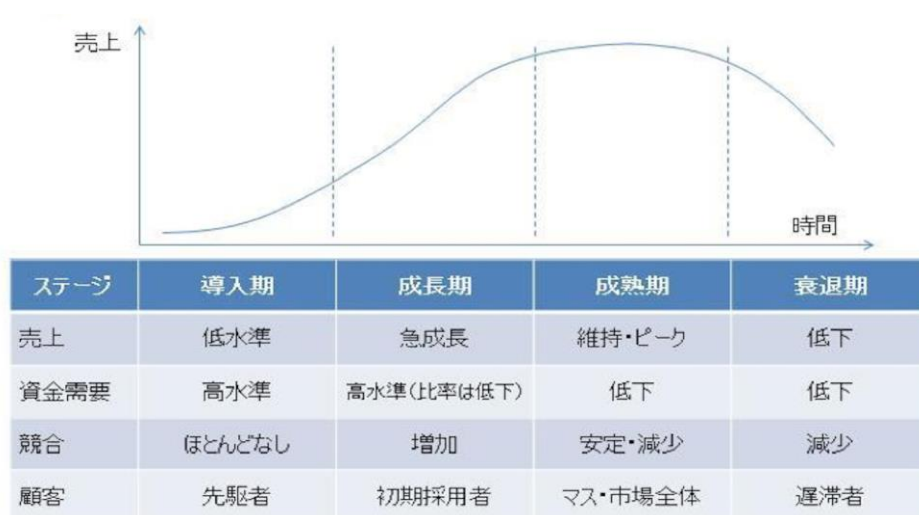 売上
時間
ステージ 導入期 成長期 成熟期 衰退期
売上 低水準 急成長 維持・ピーク 低下
資金需要 高水準 高水準(比率は低下) 低下 低下
競合 ほとんどなし 増加 安定・減少 減少
顧客 先駆者 初期採用者 マス・市場全体 遅滞者